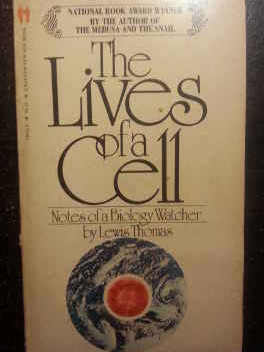 NATIONAL BOOK AWARD WINNER
BY THE AUTHOR OF
THE MEDUSA AND THE SNAIL
The
Lives
of a
Cell
Notes of a Biology Watcher
by Lewis Thomas